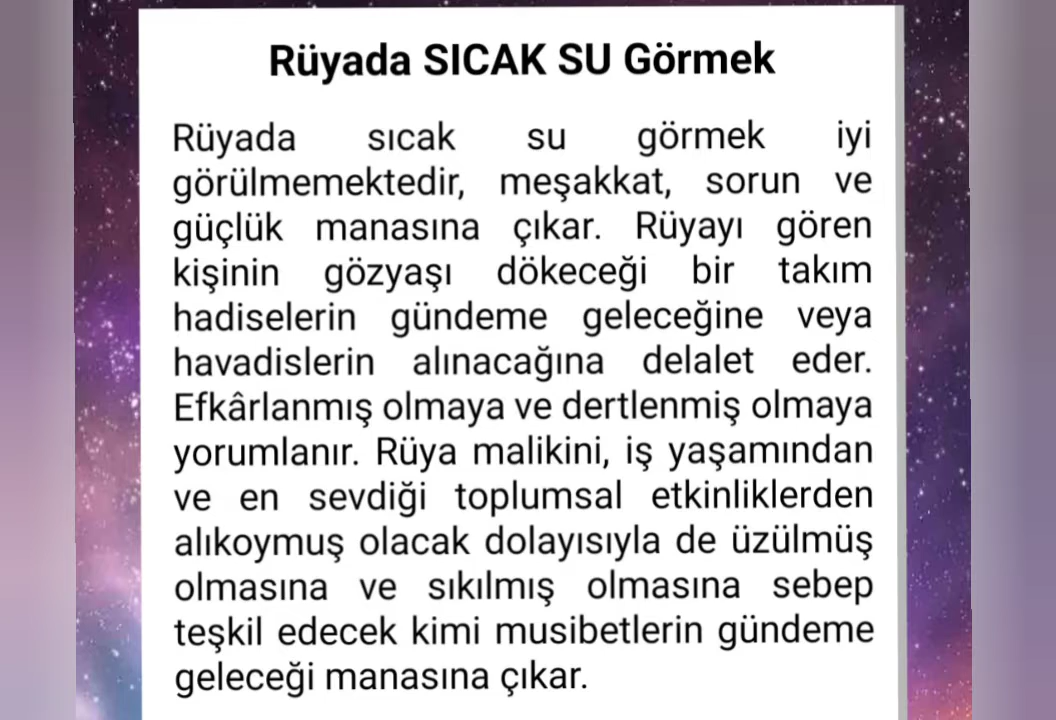 Rüyada SICAK SU Görmek
Rüyada sıcak su görmek iyi
görülmemektedir, meşakkat, sorun ve
güçlük manasına çıkar. Rüyayı gören
kişinin gözyaşı dökeceği bir takım
hadiselerin gündeme geleceğine veya
havadislerin alınacağına delalet eder.
Efkârlanmış olmaya ve dertlenmiş olmaya
yorumlanır. Rüya malikini, iş yaşamından
ve en sevdiği toplumsal etkinliklerden
alıkoymuş olacak dolayısıyla de üzülmüş
olmasına ve sıkılmış olmasına sebep
teşkil edecek kimi musibetlerin gündeme
geleceği manasına çıkar.